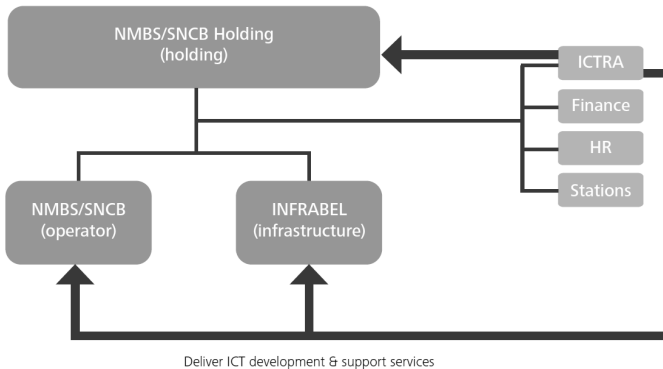 NMBS/SNCB Holding
(holding)
ICTRA
Finance
HR
Stations
NMBS/SNCB
(operator)
INFRABEL
(infrastructure)
Deliver ICT development & support services